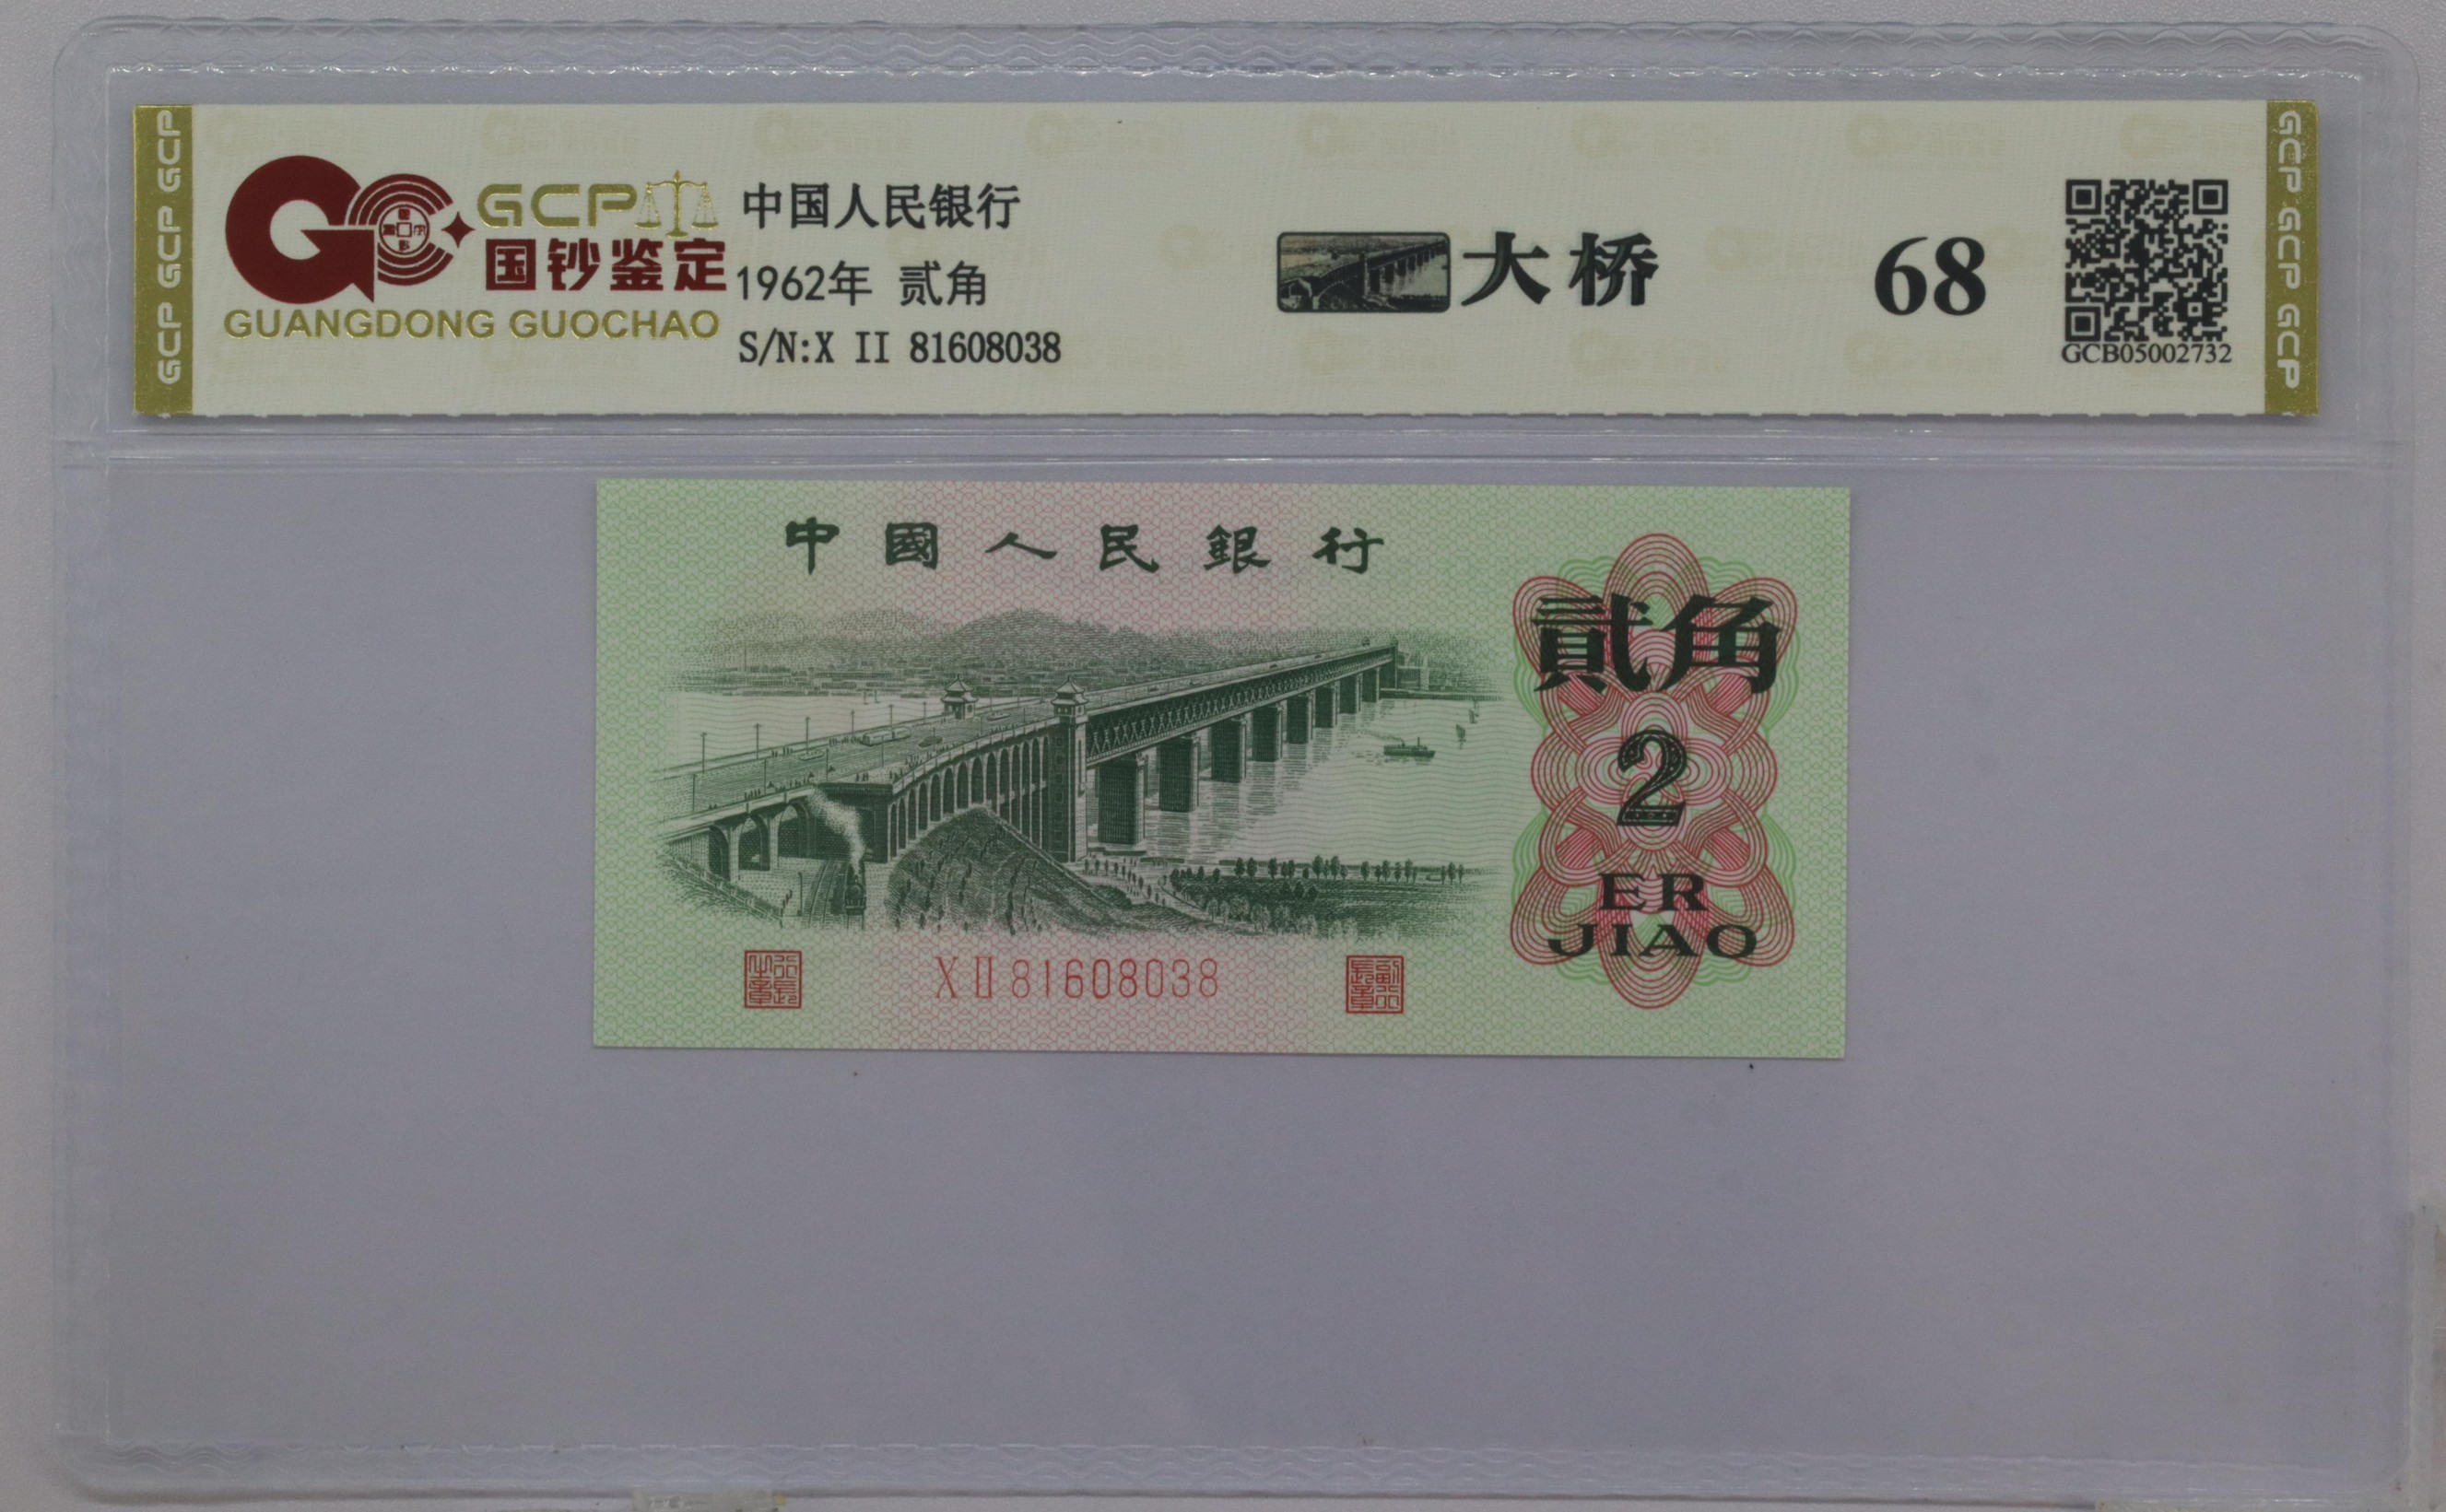 GCP GCP GCP
GCP
国钞鉴定
GUANGDONG GUOCHAO
中国人民银行
1962年 贰角
S/N:X II 81608038
大桥
68
GCB05002732
GCP GCP GCP
中國人民銀行
貳角
2
ER
JIAO
X II 81608038